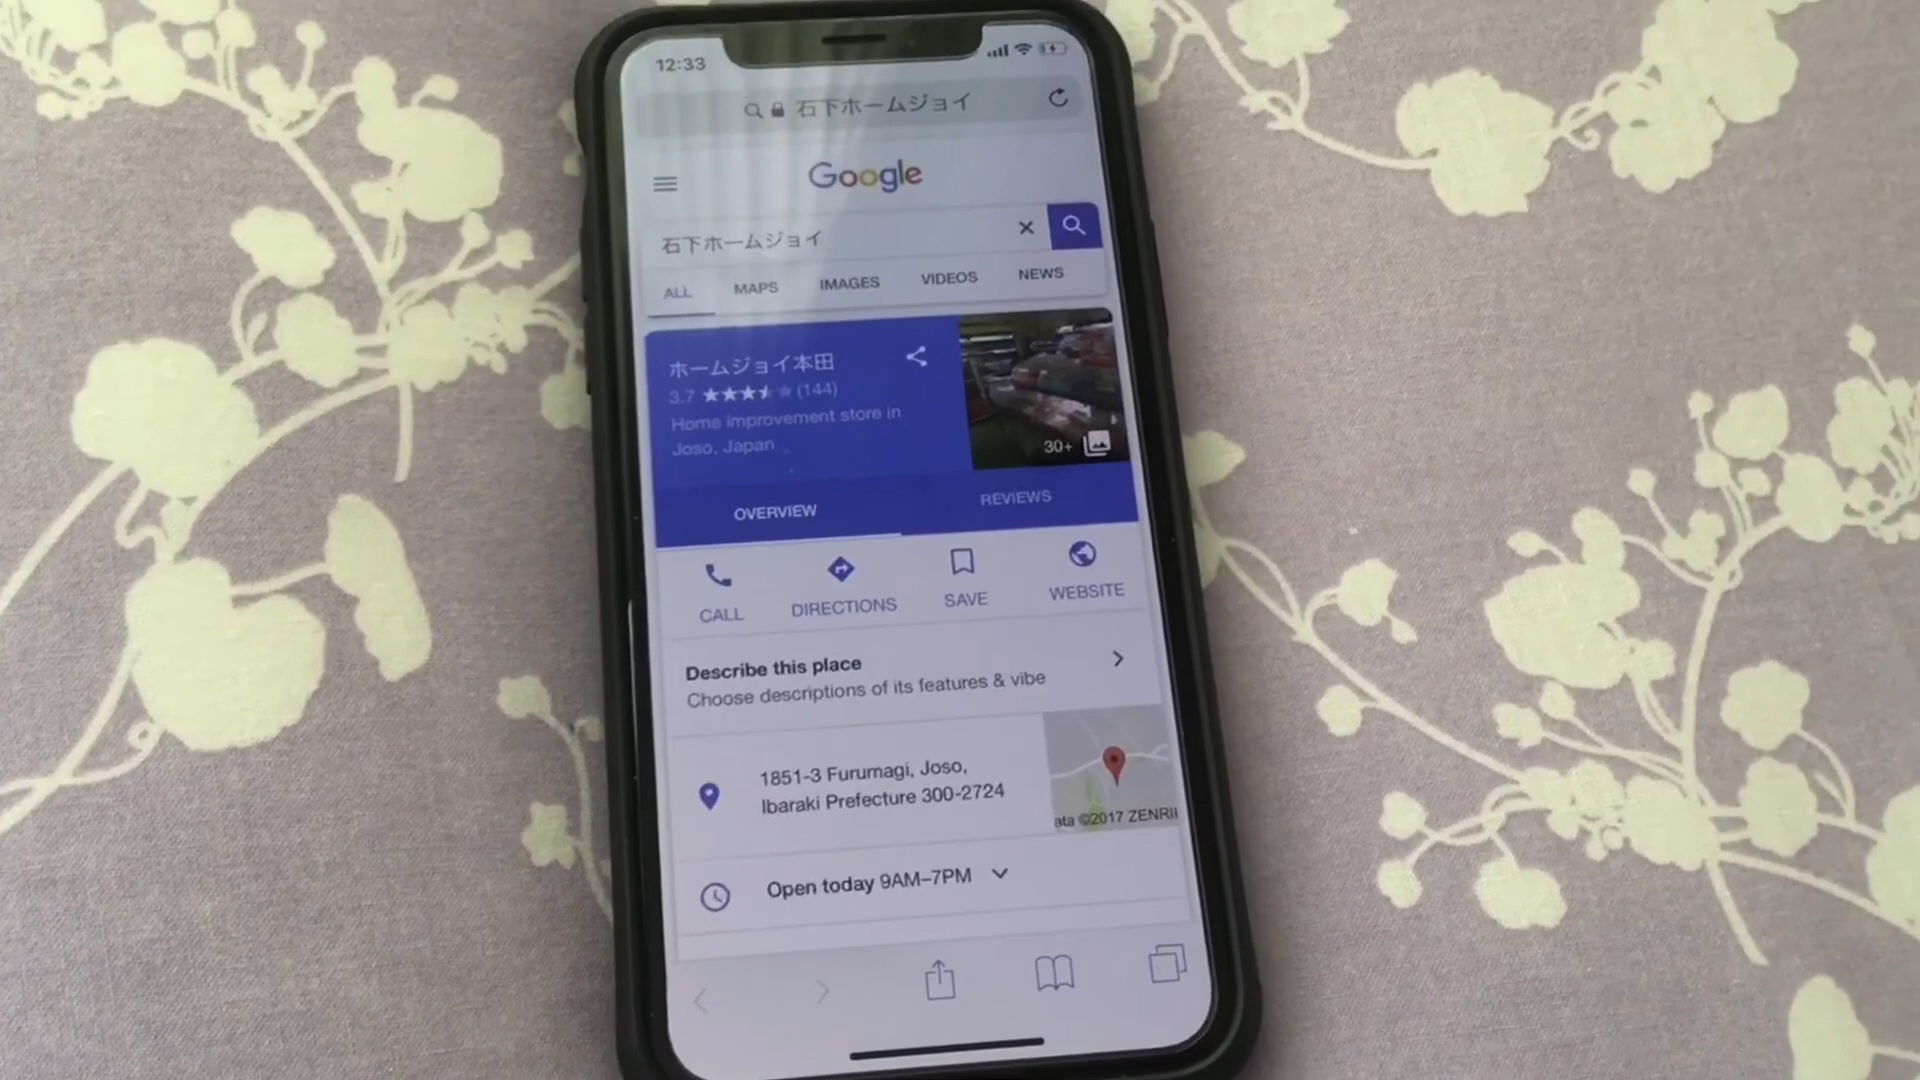 12:33
石下ホームジョイ
Google
石下ホームジョイ
ALL MAPS IMAGES VIDEOS NEWS
ホームジョイ本田
3.7 (144)
Home improvement store in
Joso, Japan
30+
OVERVIEW REVIEWS
CALL DIRECTIONS SAVE WEBSITE
Describe this place
Choose descriptions of its features & vibe
1851-3 Furumagi, Joso,
Ibaraki Prefecture 300-2724
ata ©2017 ZENRI
Open today 9AM–7PM